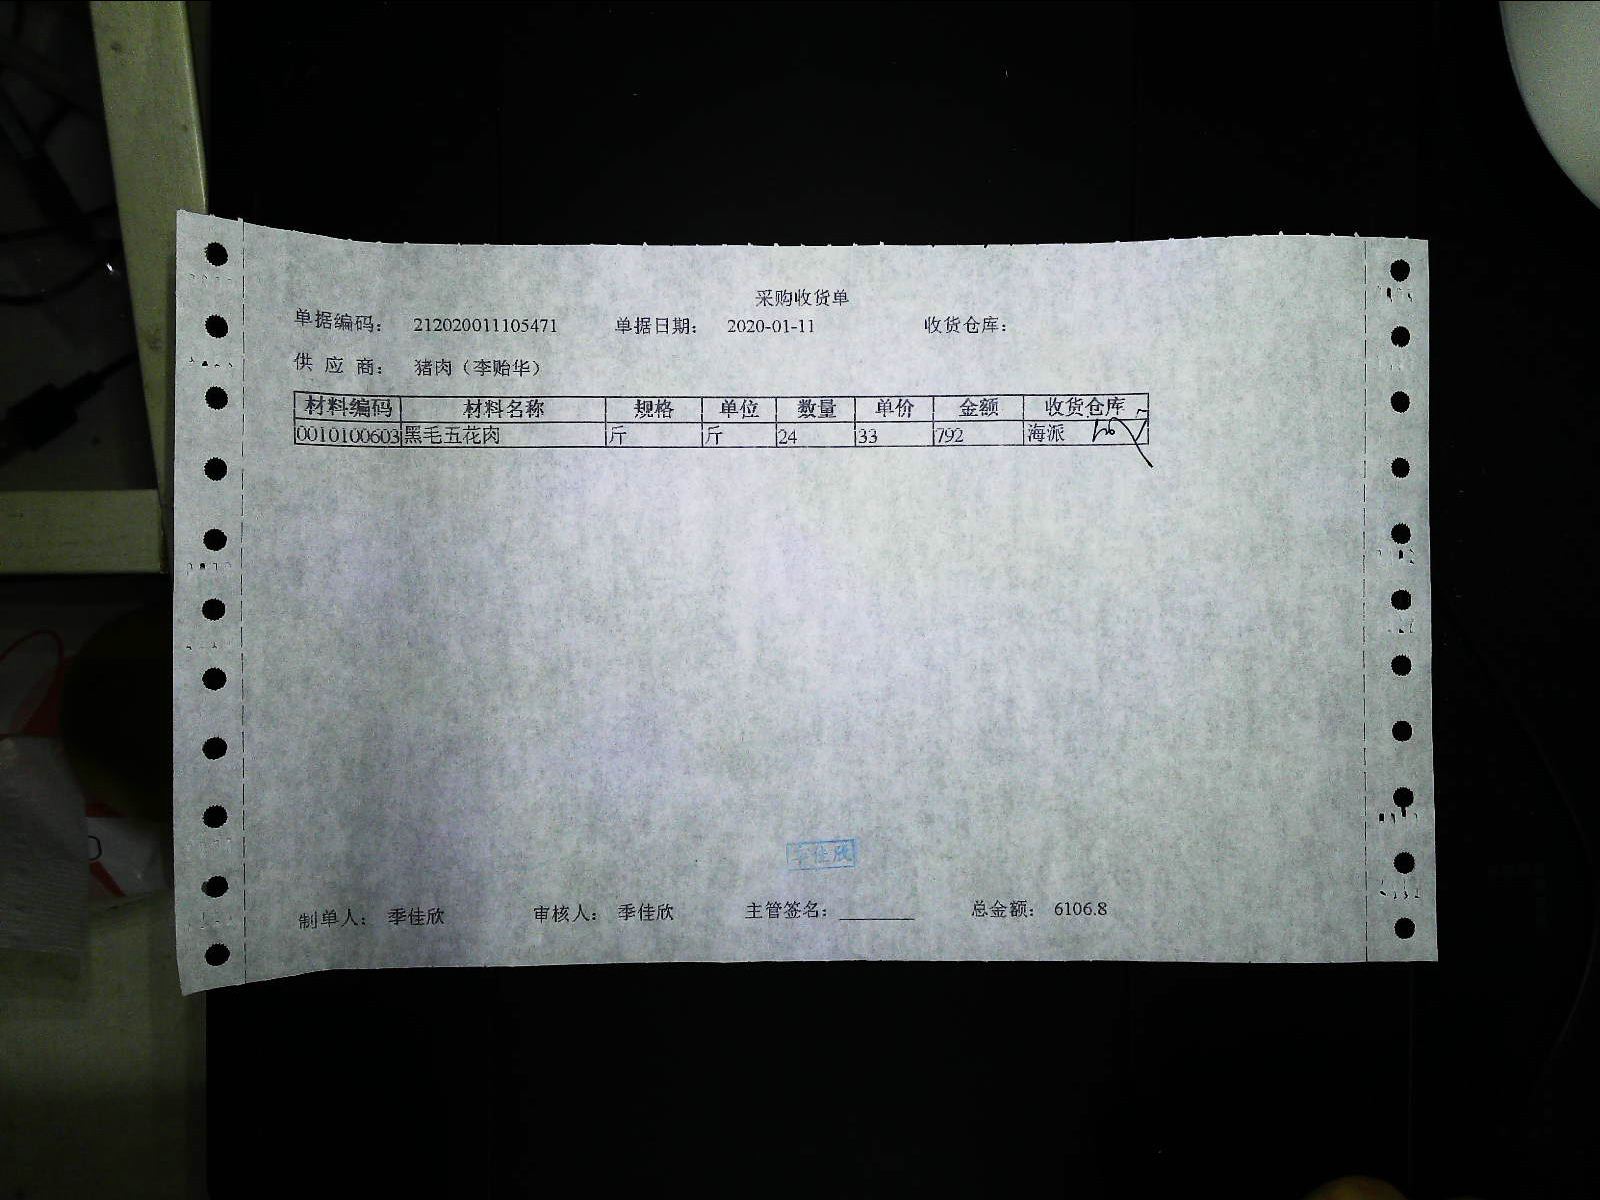 采购收货单
单据编码： 212020011105471 单据日期： 2020-01-11 收货仓库：
供 应 商： 猪肉（李贻华）
材料编码 材料名称 规格 单位 数量 单价 金额 收货仓库
0010100603 黑毛五花肉 斤 斤 24 33 792 海派
季佳欣
制单人： 季佳欣 审核人： 季佳欣 主管签名： 总金额： 6106.8